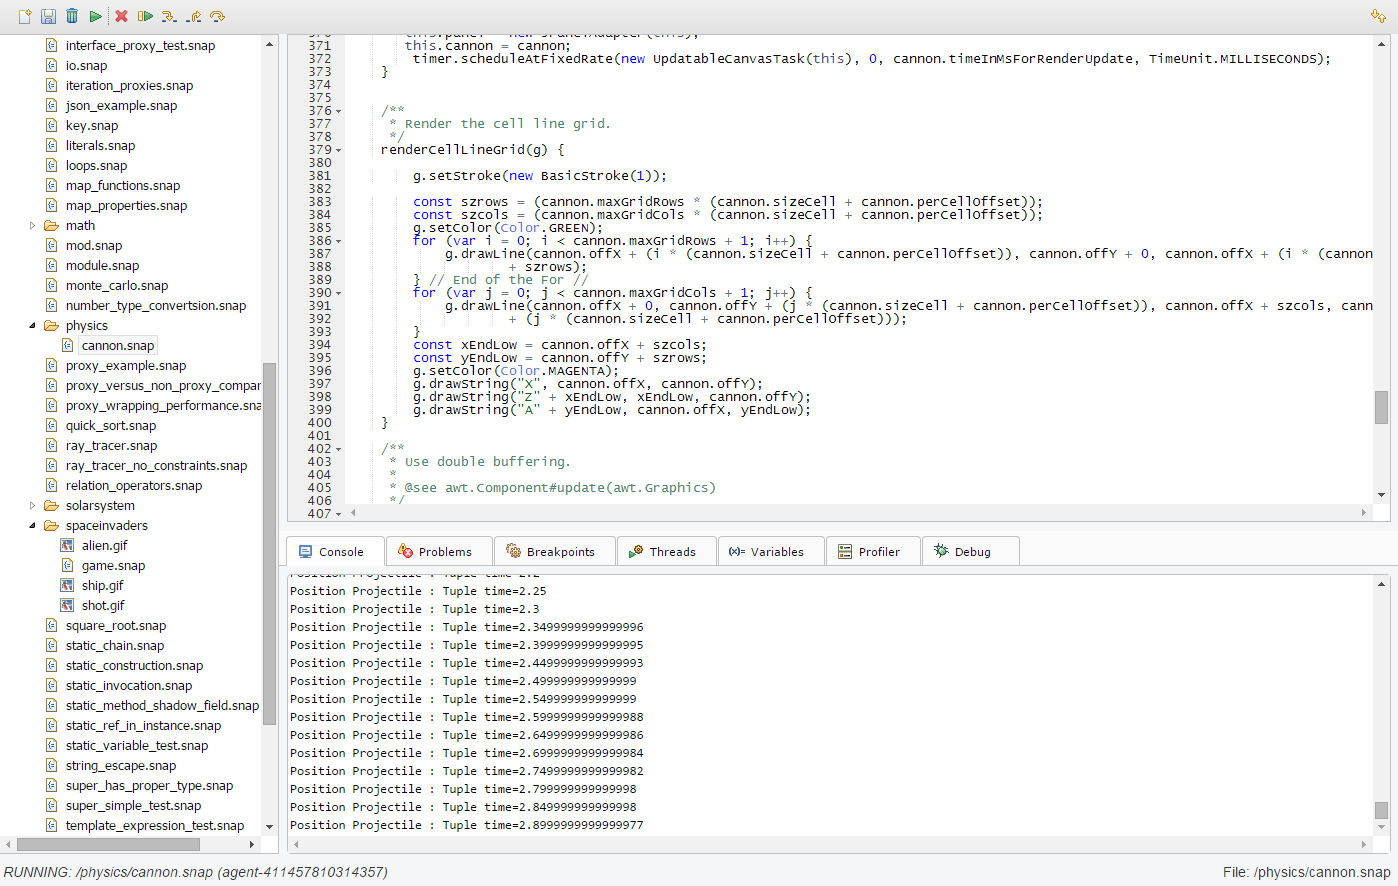 interface_proxy_test.snap
io.snap
iteration_proxies.snap
json_example.snap
key.snap
literals.snap
loops.snap
map_functions.snap
map_properties.snap
math
mod.snap
module.snap
monte_carlo.snap
number_type_convertsion.snap
physics
cannon.snap
proxy_example.snap
proxy_versus_non_proxy_compar
proxy_wrapping_performance.sna
quick_sort.snap
ray_tracer.snap
ray_tracer_no_constraints.snap
relation_operators.snap
solarsystem
spaceinvaders
alien.gif
game.snap
ship.gif
shot.gif
square_root.snap
static_chain.snap
static_construction.snap
static_invocation.snap
static_method_shadow_field.snap
static_ref_in_instance.snap
static_variable_test.snap
string_escape.snap
super_has_proper_type.snap
super_simple_test.snap
template_expression_test.snap
370 this.panel = new JPanelAdapter(this);
371 this.cannon = cannon;
372 timer.scheduleAtFixedRate(new UpdatableCanvasTask(this), 0, cannon.timeInMsForRenderUpdate, TimeUnit.MILLISECONDS);
373 }
374
375
376 /**
377 * Render the cell line grid.
378 */
379 renderCellLineGrid(g) {
380
381 g.setStroke(new BasicStroke(1));
382
383 const szrows = (cannon.maxGridRows * (cannon.sizeCell + cannon.perCellOffset));
384 const szcols = (cannon.maxGridCols * (cannon.sizeCell + cannon.perCellOffset));
385 g.setColor(Color.GREEN);
386 for (var i = 0; i < cannon.maxGridRows + 1; i++) {
387 g.drawLine(cannon.offX + (i * (cannon.sizeCell + cannon.perCellOffset)), cannon.offY + 0, cannon.offX + (i * (cannon
388 + szrows);
389 } // End of the For //
390 for (var j = 0; j < cannon.maxGridCols + 1; j++) {
391 g.drawLine(cannon.offX + 0, cannon.offY + (j * (cannon.sizeCell + cannon.perCellOffset)), cannon.offX + szcols, cann
392 + (j * (cannon.sizeCell + cannon.perCellOffset)));
393 }
394 const xEndLow = cannon.offX + szcols;
395 const yEndLow = cannon.offY + szrows;
396 g.setColor(Color.MAGENTA);
397 g.drawString("X", cannon.offX, cannon.offY);
398 g.drawString("Z" + xEndLow, xEndLow, cannon.offY);
399 g.drawString("A" + yEndLow, cannon.offX, yEndLow);
400 }
401
402 /**
403 * Use double buffering.
404 *
405 * @see awt.Component#update(awt.Graphics)
406 */
407
Console Problems Breakpoints Threads (x)= Variables Profiler Debug
Position Projectile : Tuple time=2.2
Position Projectile : Tuple time=2.25
Position Projectile : Tuple time=2.3
Position Projectile : Tuple time=2.3499999999999996
Position Projectile : Tuple time=2.3999999999999995
Position Projectile : Tuple time=2.4499999999999993
Position Projectile : Tuple time=2.499999999999999
Position Projectile : Tuple time=2.549999999999999
Position Projectile : Tuple time=2.5999999999999988
Position Projectile : Tuple time=2.6499999999999986
Position Projectile : Tuple time=2.6999999999999984
Position Projectile : Tuple time=2.7499999999999982
Position Projectile : Tuple time=2.799999999999998
Position Projectile : Tuple time=2.849999999999998
Position Projectile : Tuple time=2.8999999999999977
RUNNING: /physics/cannon.snap (agent-411457810314357)
File: /physics/cannon.snap